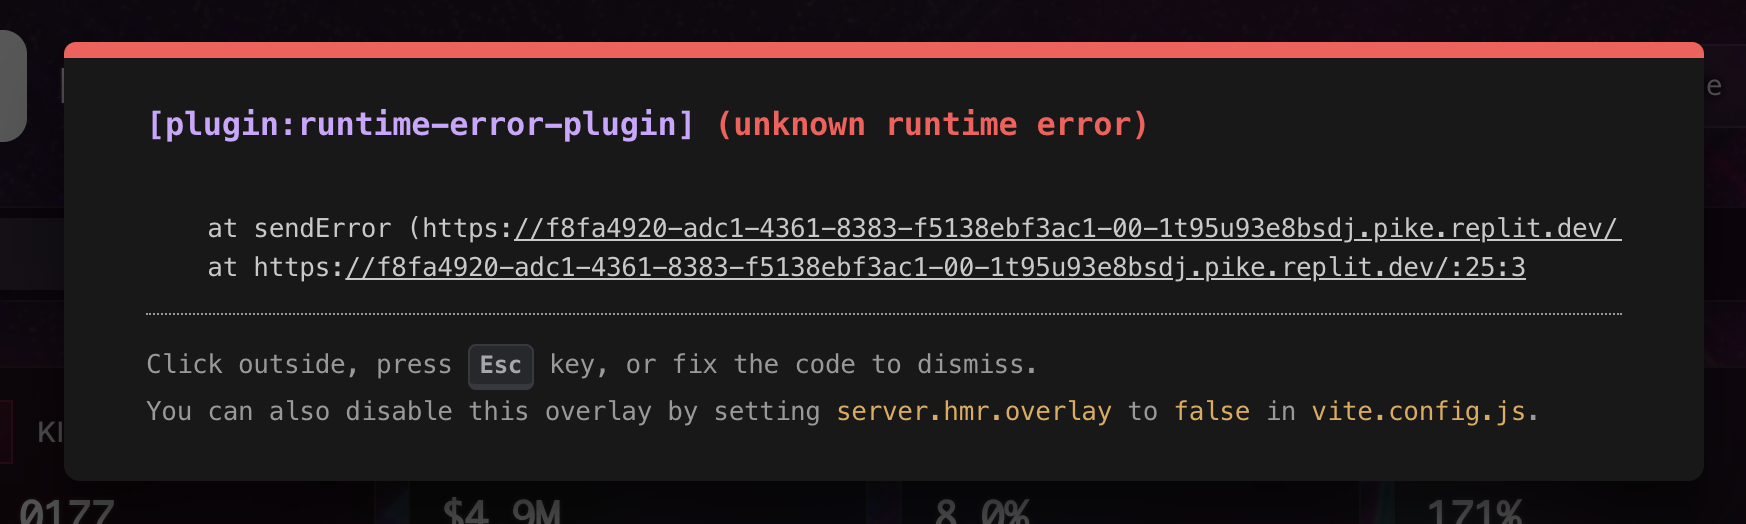 e
[plugin:runtime-error-plugin] (unknown runtime error)
at sendError (https://f8fa4920-adc1-4361-8383-f5138ebf3ac1-00-1t95u93e8bsdj.pike.replit.dev/
at https://f8fa4920-adc1-4361-8383-f5138ebf3ac1-00-1t95u93e8bsdj.pike.replit.dev/:25:3
Click outside, press Esc key, or fix the code to dismiss.
You can also disable this overlay by setting server.hmr.overlay to false in vite.config.js.
KI
0177 $4.9M 8.0% 171%